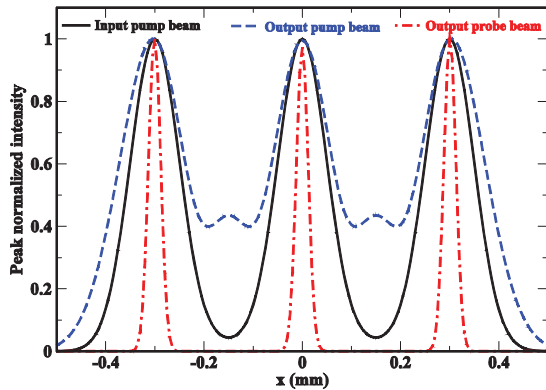 Input pump beam Output pump beam Output probe beam
Peak normalized intensity
1
0.8
0.6
0.4
0.2
0
-0.4 -0.2 0 0.2 0.4
x (mm)